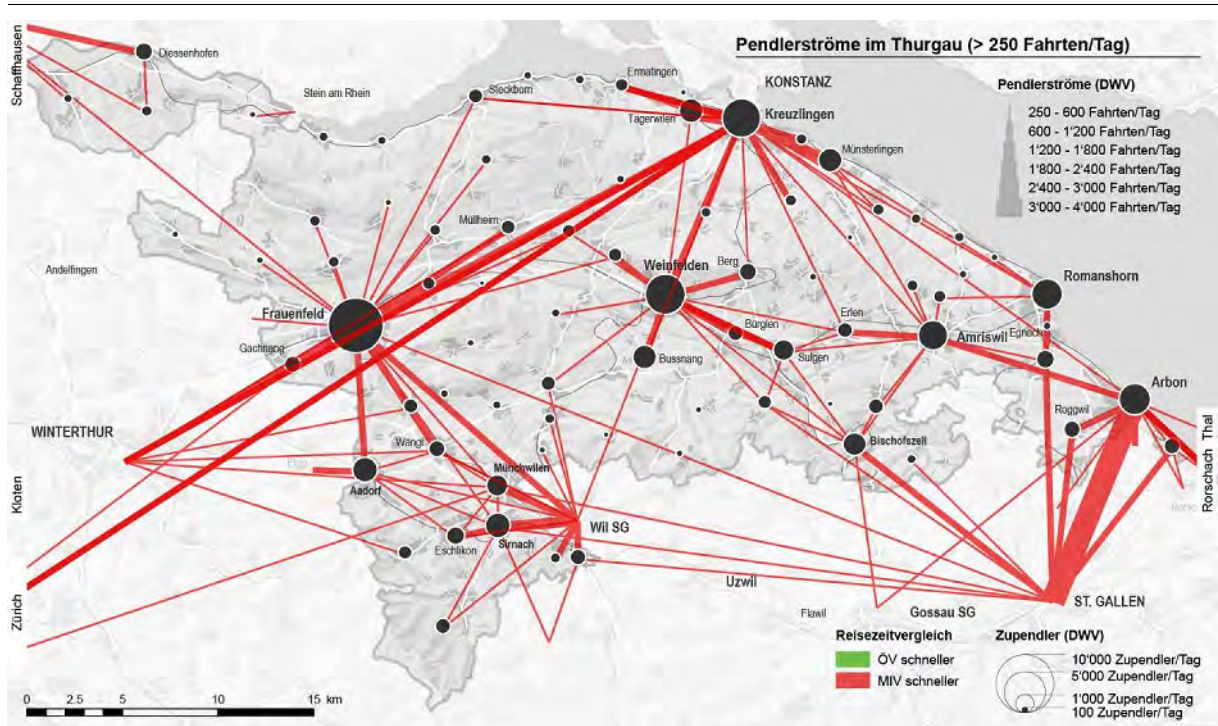 Pendlerströme im Thurgau (> 250 Fahrten/Tag)
Schaffhausen
Diessenhofen
Stein am Rhein
Steckborn
Ermatingen
KONSTANZ
Tägerwilen
Kreuzlingen
Münsterlingen
Pendlerströme (DWV)
250 - 600 Fahrten/Tag
600 - 1'200 Fahrten/Tag
1'200 - 1'800 Fahrten/Tag
1'800 - 2'400 Fahrten/Tag
2'400 - 3'000 Fahrten/Tag
3'000 - 4'000 Fahrten/Tag
Müllheim
Andelfingen
Weinfelden
Berg
Romanshorn
Frauenfeld
Bürglen
Erlen
Egnach
Amriswil
Gachnang
Bussnang
Sulgen
Arbon
Roggwil
WINTERTHUR
Wängi
Bischofszell
Rorschach Thal
Elgg
Münchwilen
Aadorf
Kloten
Wil SG
Eschlikon
Sirnach
Uzwil
Zürich
Flawil
Gossau SG
ST. GALLEN
Reisezeitvergleich
ÖV schneller
MIV schneller
Zupendler (DWV)
10'000 Zupendler/Tag
5'000 Zupendler/Tag
1'000 Zupendler/Tag
100 Zupendler/Tag
0 2.5 5 10 15 km